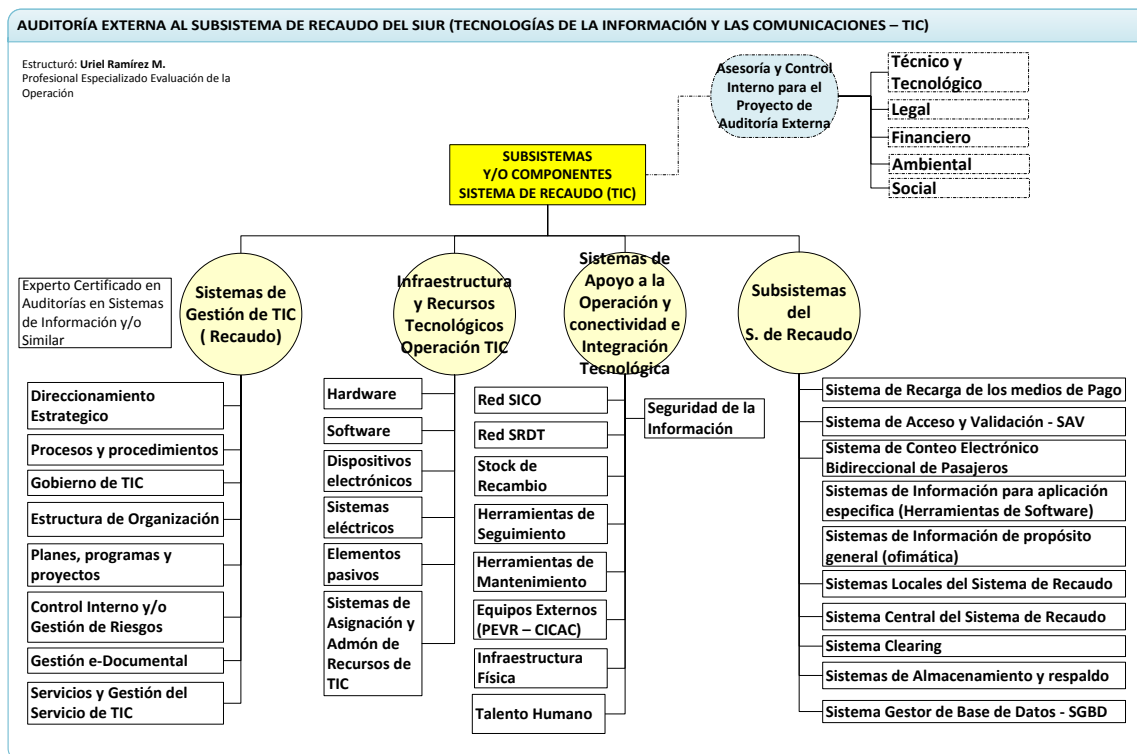 AUDITORÍA EXTERNA AL SUBSISTEMA DE RECAUDO DEL SIUR (TECNOLOGÍAS DE LA INFORMACIÓN Y LAS COMUNICACIONES – TIC)
Estructuró: Uriel Ramírez M.
Profesional Especializado Evaluación de la
Operación
Asesoría y Control
Interno para el
Proyecto de
Auditoría Externa
Técnico y
Tecnológico
Legal
Financiero
Ambiental
Social
SUBSISTEMAS
Y/O COMPONENTES
SISTEMA DE RECAUDO (TIC)
Experto Certificado en
Auditorías en Sistemas
de Información y/o
Similar
Sistemas de
Gestión de TIC
( Recaudo)
Infraestructura
y Recursos
Tecnológicos
Operación TIC
Sistemas de
Apoyo a la
Operación y
conectividad e
Integración
Tecnológica
Subsistemas
del
S. de Recaudo
Direccionamiento
Estrategico
Procesos y procedimientos
Gobierno de TIC
Estructura de Organización
Planes, programas y
proyectos
Control Interno y/o
Gestión de Riesgos
Gestión e-Documental
Servicios y Gestión del
Servicio de TIC
Hardware
Software
Dispositivos
electrónicos
Sistemas
eléctricos
Elementos
pasivos
Sistemas de
Asignación y
Admón de
Recursos de
TIC
Red SICO
Red SRDT
Stock de
Recambio
Herramientas de
Seguimiento
Herramientas de
Mantenimiento
Equipos Externos
(PEVR – CICAC)
Infraestructura
Física
Talento Humano
Seguridad de la
Información
Sistema de Recarga de los medios de Pago
Sistema de Acceso y Validación - SAV
Sistema de Conteo Electrónico
Bidireccional de Pasajeros
Sistemas de Información para aplicación
especifica (Herramientas de Software)
Sistemas de Información de propósito
general (ofimática)
Sistemas Locales del Sistema de Recaudo
Sistema Central del Sistema de Recaudo
Sistema Clearing
Sistemas de Almacenamiento y respaldo
Sistema Gestor de Base de Datos - SGBD